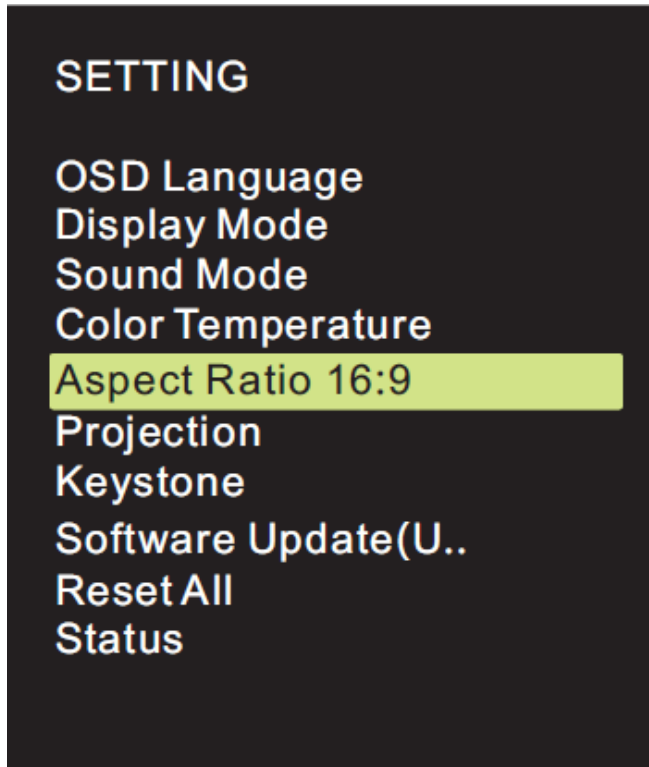 SETTING
OSD Language
Display Mode
Sound Mode
Color Temperature
Aspect Ratio 16:9
Projection
Keystone
Software Update(U..
Reset All
Status